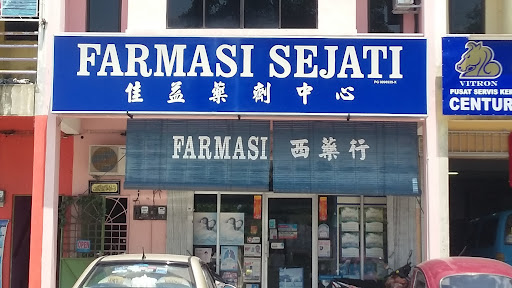 FARMASI SEJATI
佳益藥劑中心
FARMASI 西藥行
VITRON
PUSAT SERVIS KE
CENTUR